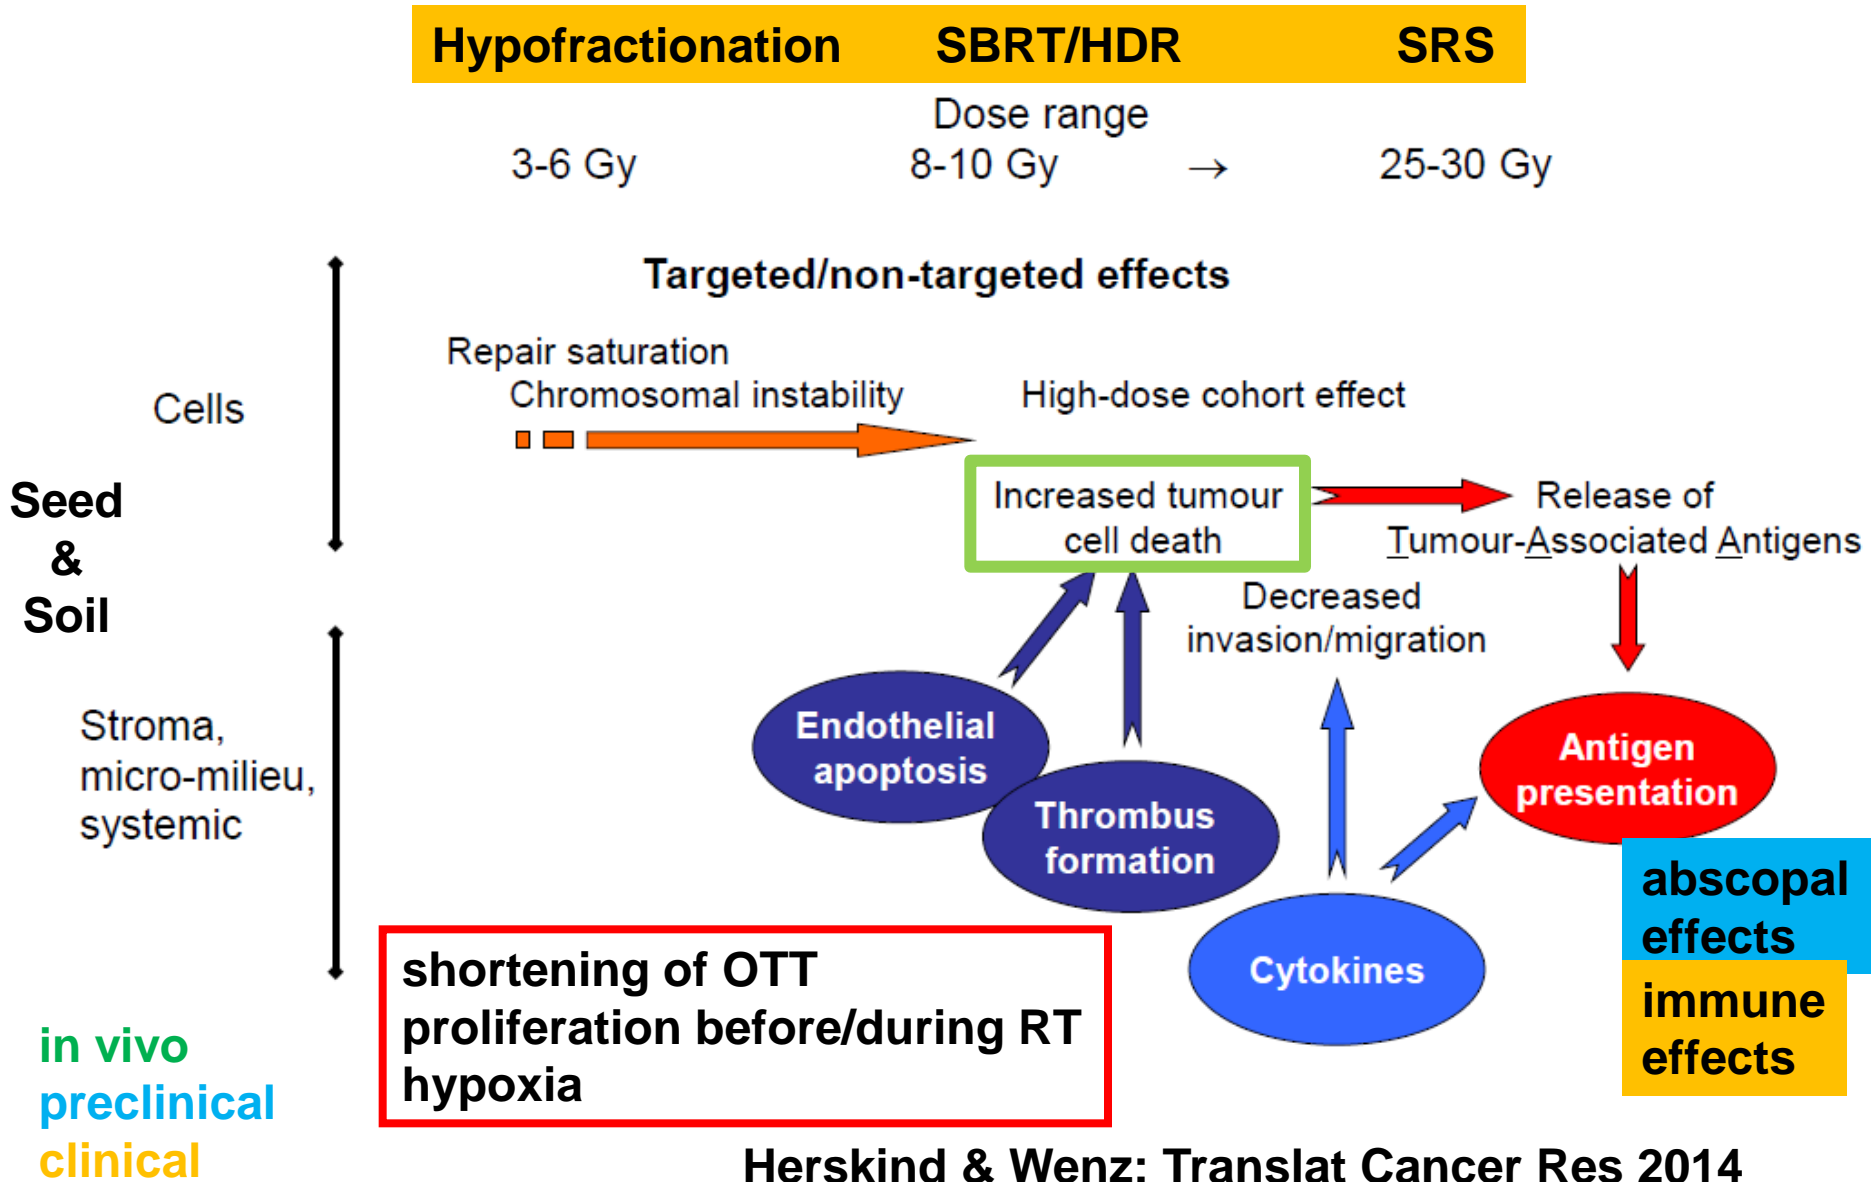 Hypofractionation SBRT/HDR SRS
Dose range
3-6 Gy 8-10 Gy → 25-30 Gy
Targeted/non-targeted effects
Repair saturation
Chromosomal instability High-dose cohort effect
Cells
Seed
&
Soil
Increased tumour
cell death
Release of
Tumour-Associated Antigens
Decreased
invasion/migration
Stroma,
micro-milieu,
systemic
Endothelial
apoptosis
Thrombus
formation
Antigen
presentation
Cytokines
abscopal
effects
immune
effects
shortening of OTT
proliferation before/during RT
hypoxia
in vivo
preclinical
clinical
Herskind & Wenz: Translat Cancer Res 2014